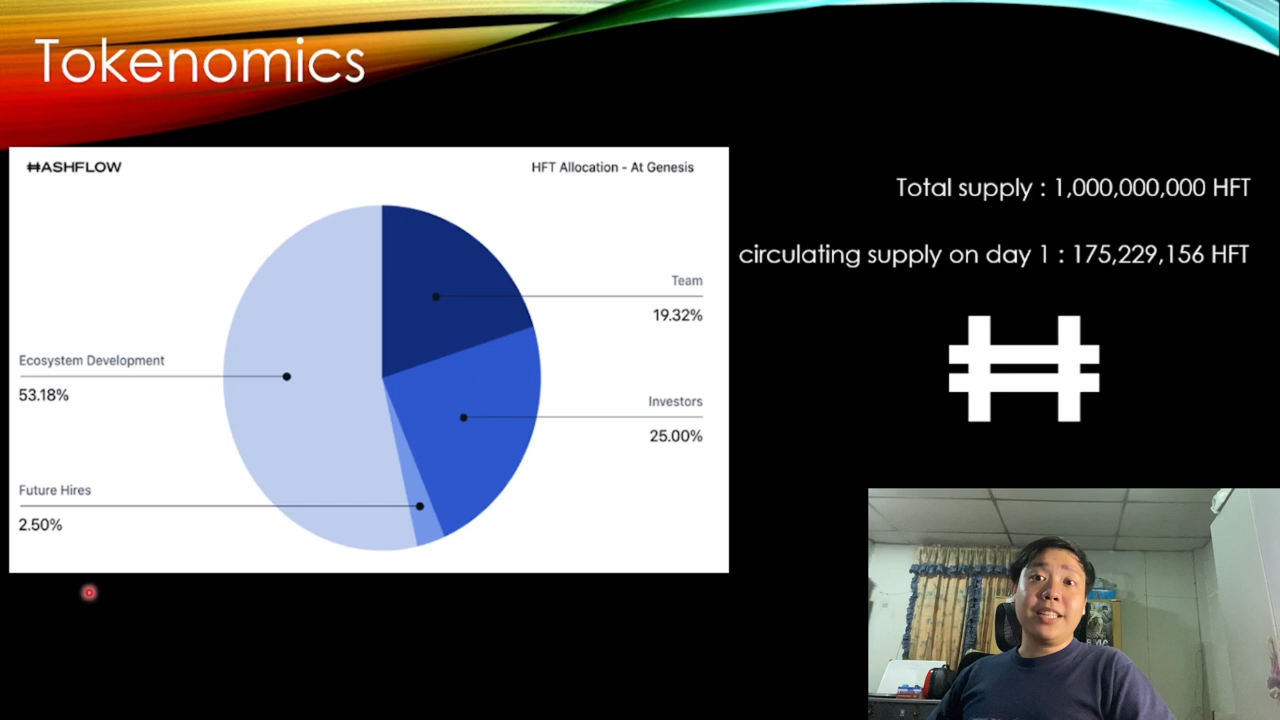 Tokenomics
HASHFLOW
HFT Allocation - At Genesis
Total supply : 1,000,000,000 HFT
circulating supply on day 1 : 175,229,156 HFT
Team
19.32%
Ecosystem Development
53.18%
Investors
25.00%
Future Hires
2.50%